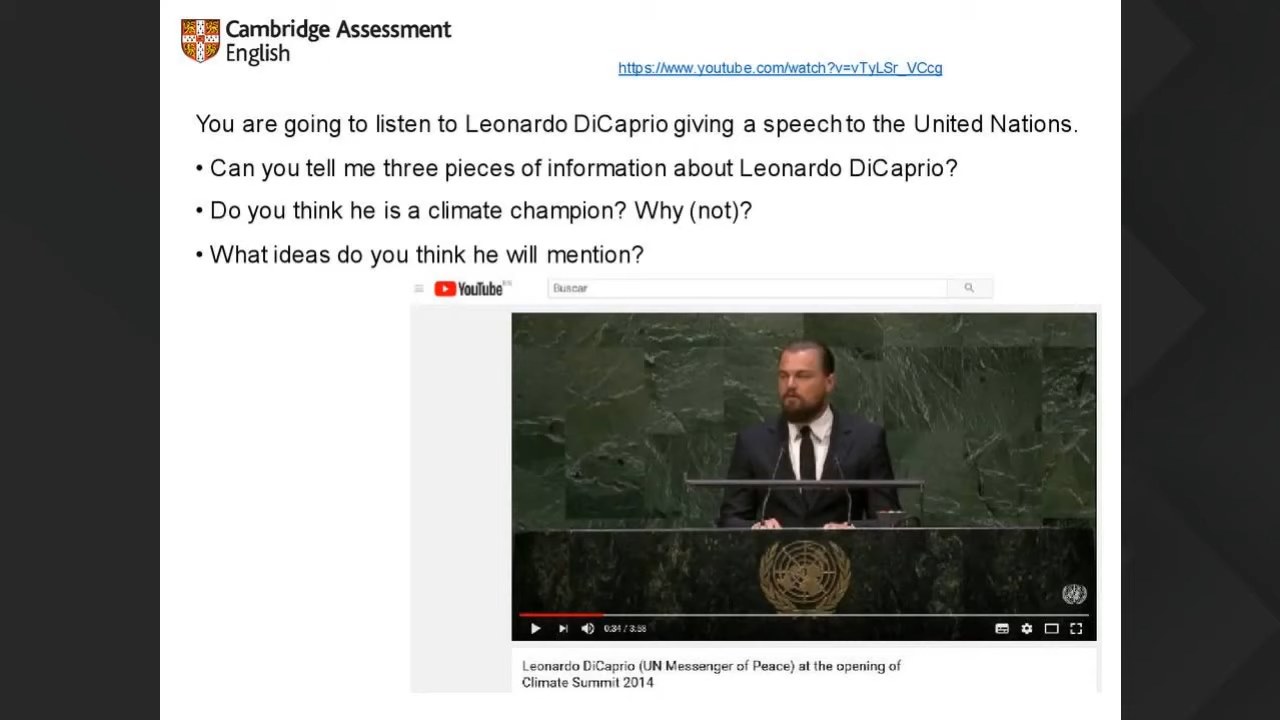 Cambridge Assessment
English
https://www.youtube.com/watch?v=vTyLSr_VCcg
You are going to listen to Leonardo DiCaprio giving a speech to the United Nations.
• Can you tell me three pieces of information about Leonardo DiCaprio?
• Do you think he is a climate champion? Why (not)?
• What ideas do you think he will mention?
YouTube
Buscar
0:34 / 3:58
Leonardo DiCaprio (UN Messenger of Peace) at the opening of
Climate Summit 2014